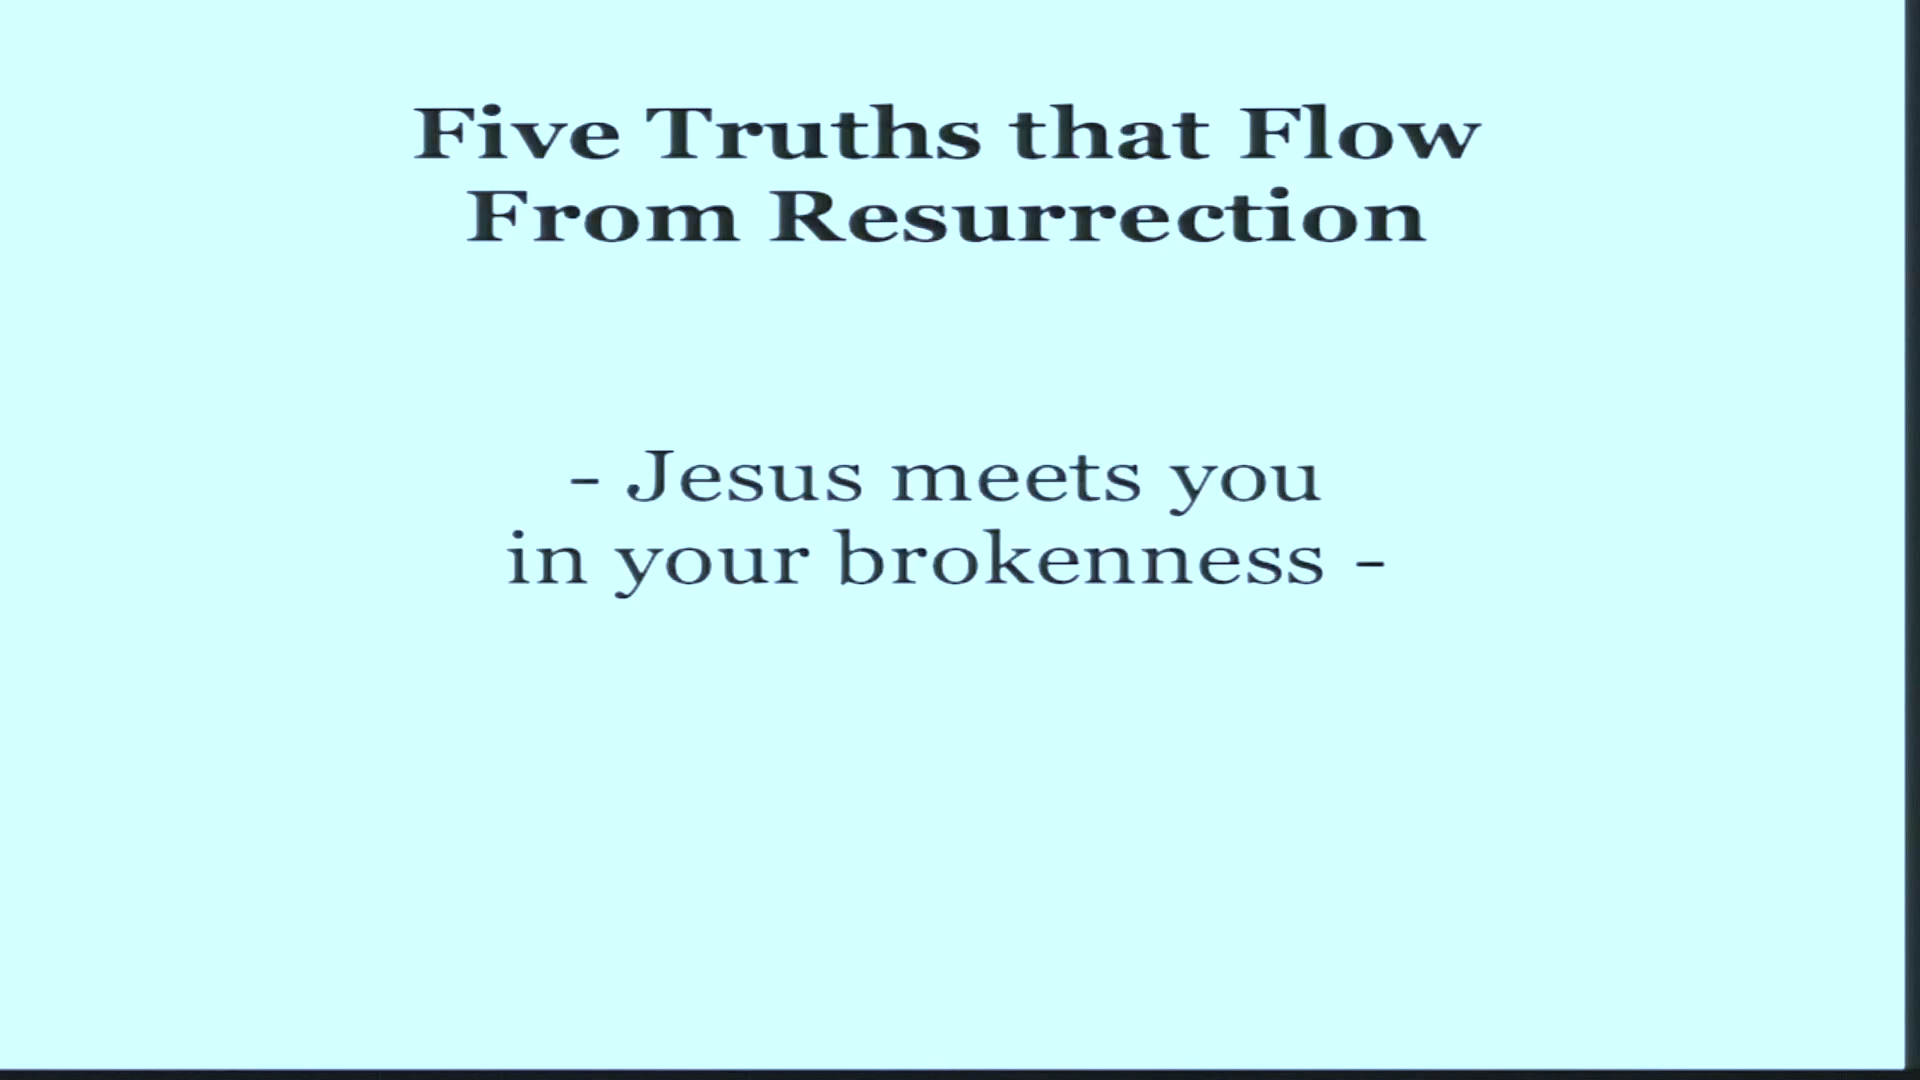 Five Truths that Flow
From Resurrection
- Jesus meets you
in your brokenness -